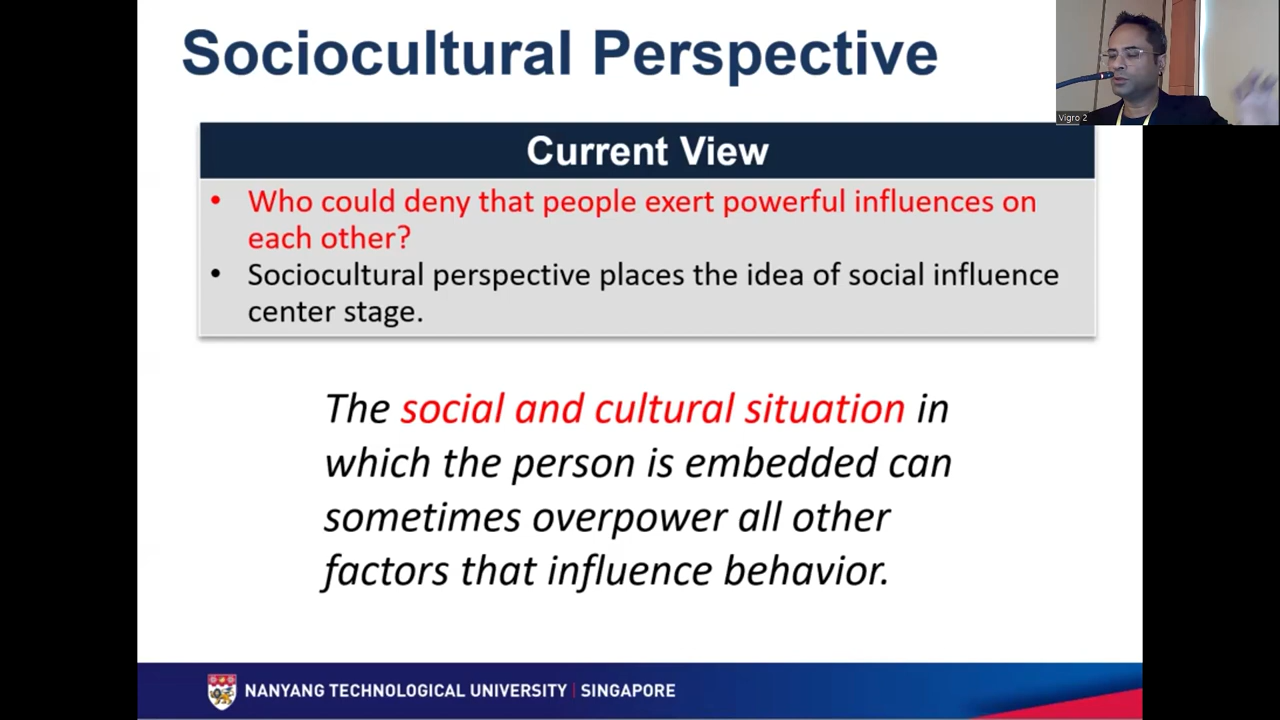 Sociocultural Perspective
Vigro 2
Current View
• Who could deny that people exert powerful influences on
each other?
• Sociocultural perspective places the idea of social influence
center stage.
The social and cultural situation in
which the person is embedded can
sometimes overpower all other
factors that influence behavior.
NANYANG TECHNOLOGICAL UNIVERSITY | SINGAPORE